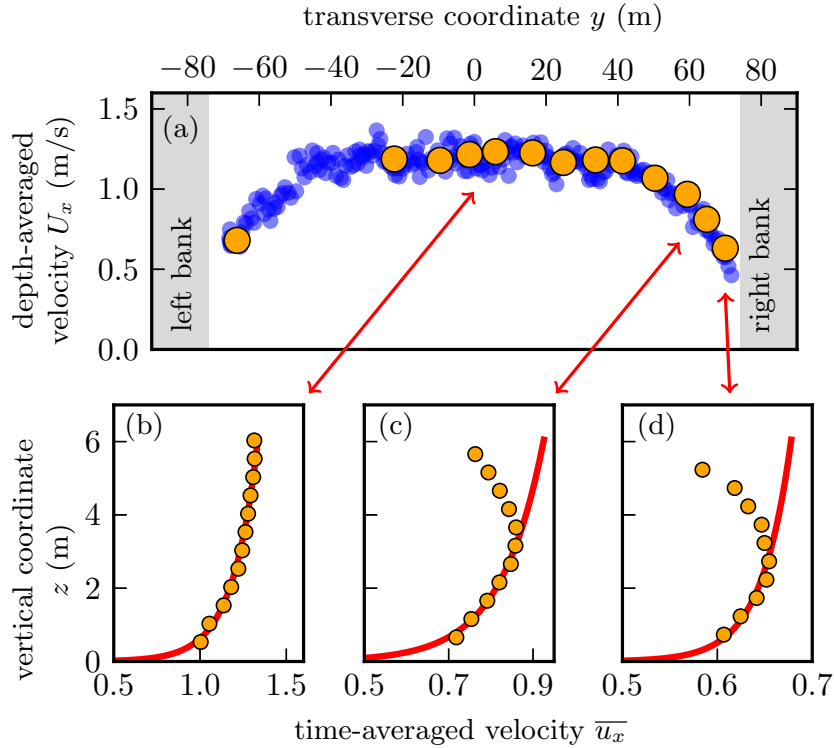 transverse coordinate y (m)
−80 −60 −40 −20 0 20 40 60 80
depth-averaged
velocity U_x (m/s)
1.5
1.0
0.5
0.0
(a)
left bank
right bank
vertical coordinate
z (m)
6
4
2
0
(b)
(c)
(d)
0.5 1.0 1.5
0.5 0.7 0.9
0.5 0.6 0.7
time-averaged velocity \overline{u_x}